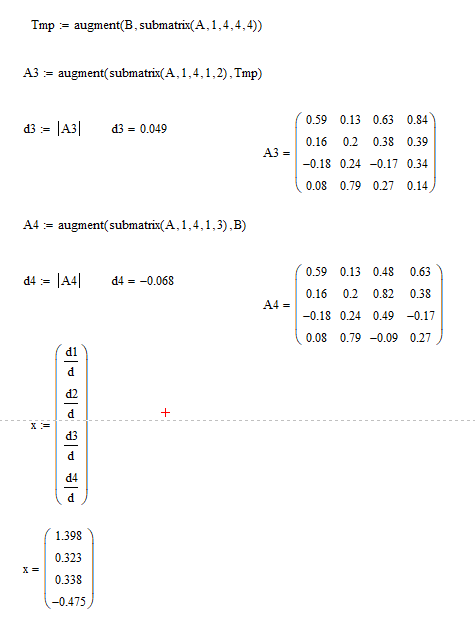 Tmp := augment(B,submatrix(A,1,4,4,4))
A3 := augment(submatrix(A,1,4,1,2),Tmp)
d3 := |A3| d3 = 0.049
A3 =
0.59 0.13 0.63 0.84
0.16 0.2 0.38 0.39
−0.18 0.24 −0.17 0.34
0.08 0.79 0.27 0.14
A4 := augment(submatrix(A,1,4,1,3),B)
d4 := |A4| d4 = −0.068
A4 =
0.59 0.13 0.48 0.63
0.16 0.2 0.82 0.38
−0.18 0.24 0.49 −0.17
0.08 0.79 −0.09 0.27
x :=
d1
d
d2
d
d3
d
d4
d
x =
1.398
0.323
0.338
−0.475